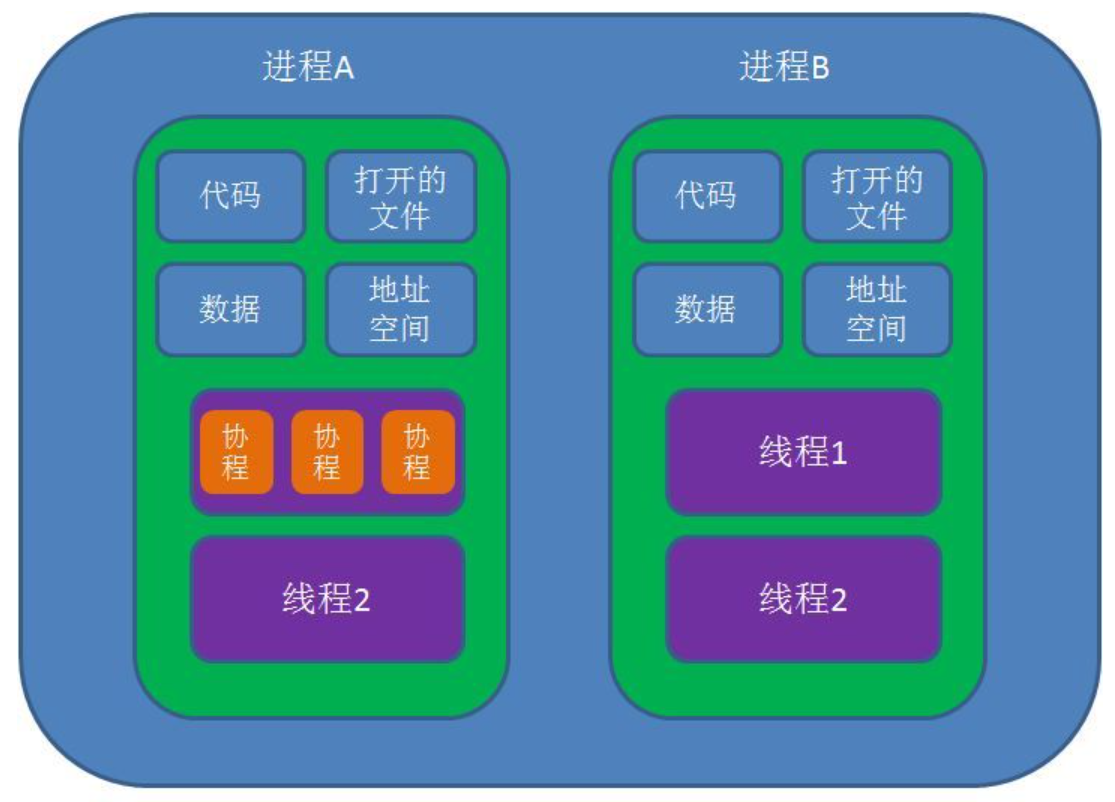 进程A
进程B
代码
打开的
文件
数据
地址
空间
协
程
协
程
协
程
线程2
代码
打开的
文件
数据
地址
空间
线程1
线程2